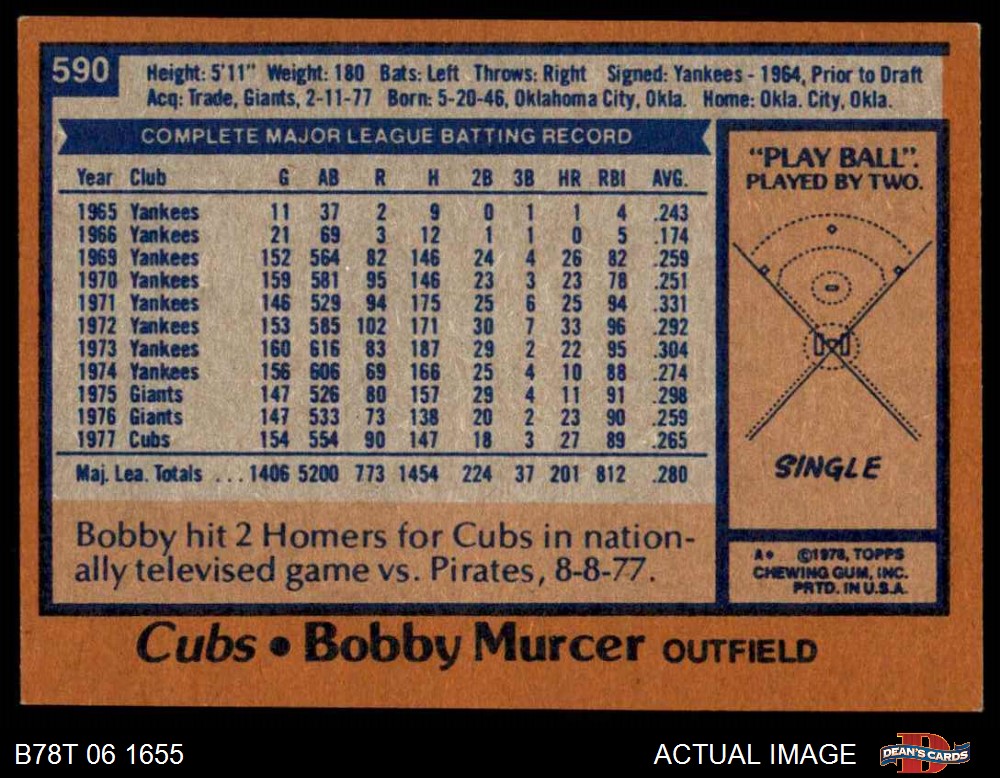 590
Height: 5'11" Weight: 180 Bats: Left Throws: Right Signed: Yankees - 1964, Prior to Draft
Acq: Trade, Giants, 2-11-77 Born: 5-20-46, Oklahoma City, Okla. Home: Okla. City, Okla.
COMPLETE MAJOR LEAGUE BATTING RECORD
Year Club G AB R H 2B 3B HR RBI AVG.
1965 Yankees 11 37 2 9 0 1 1 4 .243
1966 Yankees 21 69 3 12 1 1 0 5 .174
1969 Yankees 152 564 82 146 24 4 26 82 .259
1970 Yankees 159 581 95 146 23 3 23 78 .251
1971 Yankees 146 529 94 175 25 6 25 94 .331
1972 Yankees 153 585 102 171 30 7 33 96 .292
1973 Yankees 160 616 83 187 29 2 22 95 .304
1974 Yankees 156 606 69 166 25 4 10 88 .274
1975 Giants 147 526 80 157 29 4 11 91 .298
1976 Giants 147 533 73 138 20 2 23 90 .259
1977 Cubs 154 554 90 147 18 3 27 89 .265
Maj. Lea. Totals ... 1406 5200 773 1454 224 37 201 812 .280
Bobby hit 2 Homers for Cubs in nation-
ally televised game vs. Pirates, 8-8-77.
"PLAY BALL".
PLAYED BY TWO.
SINGLE
A* ©1978, TOPPS
CHEWING GUM, INC.
PRTD. IN U.S.A.
Cubs • Bobby Murcer OUTFIELD
B78T 06 1655
ACTUAL IMAGE
D
DEAN'S CARDS